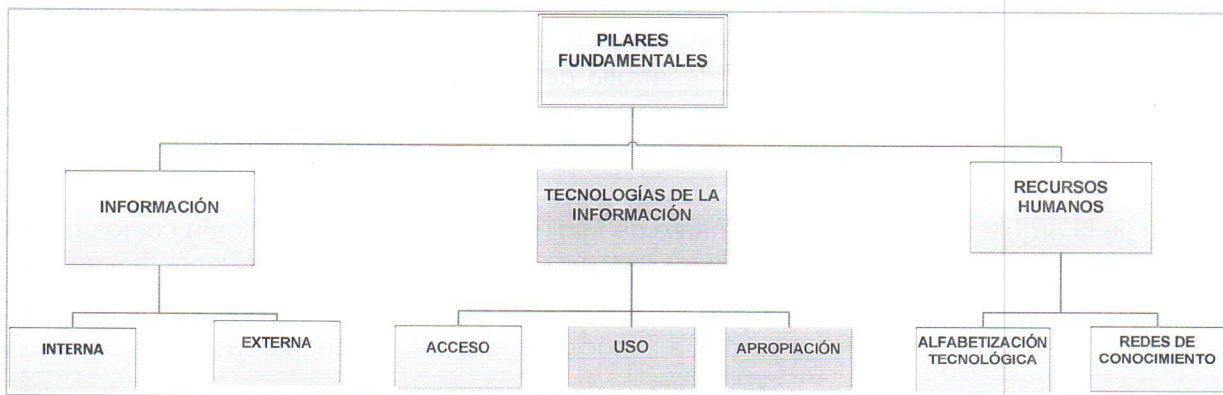 PILARES
FUNDAMENTALES
INFORMACIÓN
TECNOLOGÍAS DE LA
INFORMACIÓN
RECURSOS
HUMANOS
INTERNA
EXTERNA
ACCESO
USO
APROPIACIÓN
ALFABETIZACIÓN
TECNOLÓGICA
REDES DE
CONOCIMIENTO